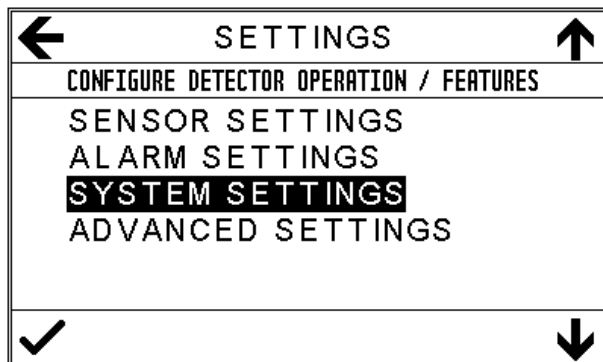 SETTINGS
CONFIGURE DETECTOR OPERATION / FEATURES
SENSOR SETTINGS
ALARM SETTINGS
SYSTEM SETTINGS
ADVANCED SETTINGS